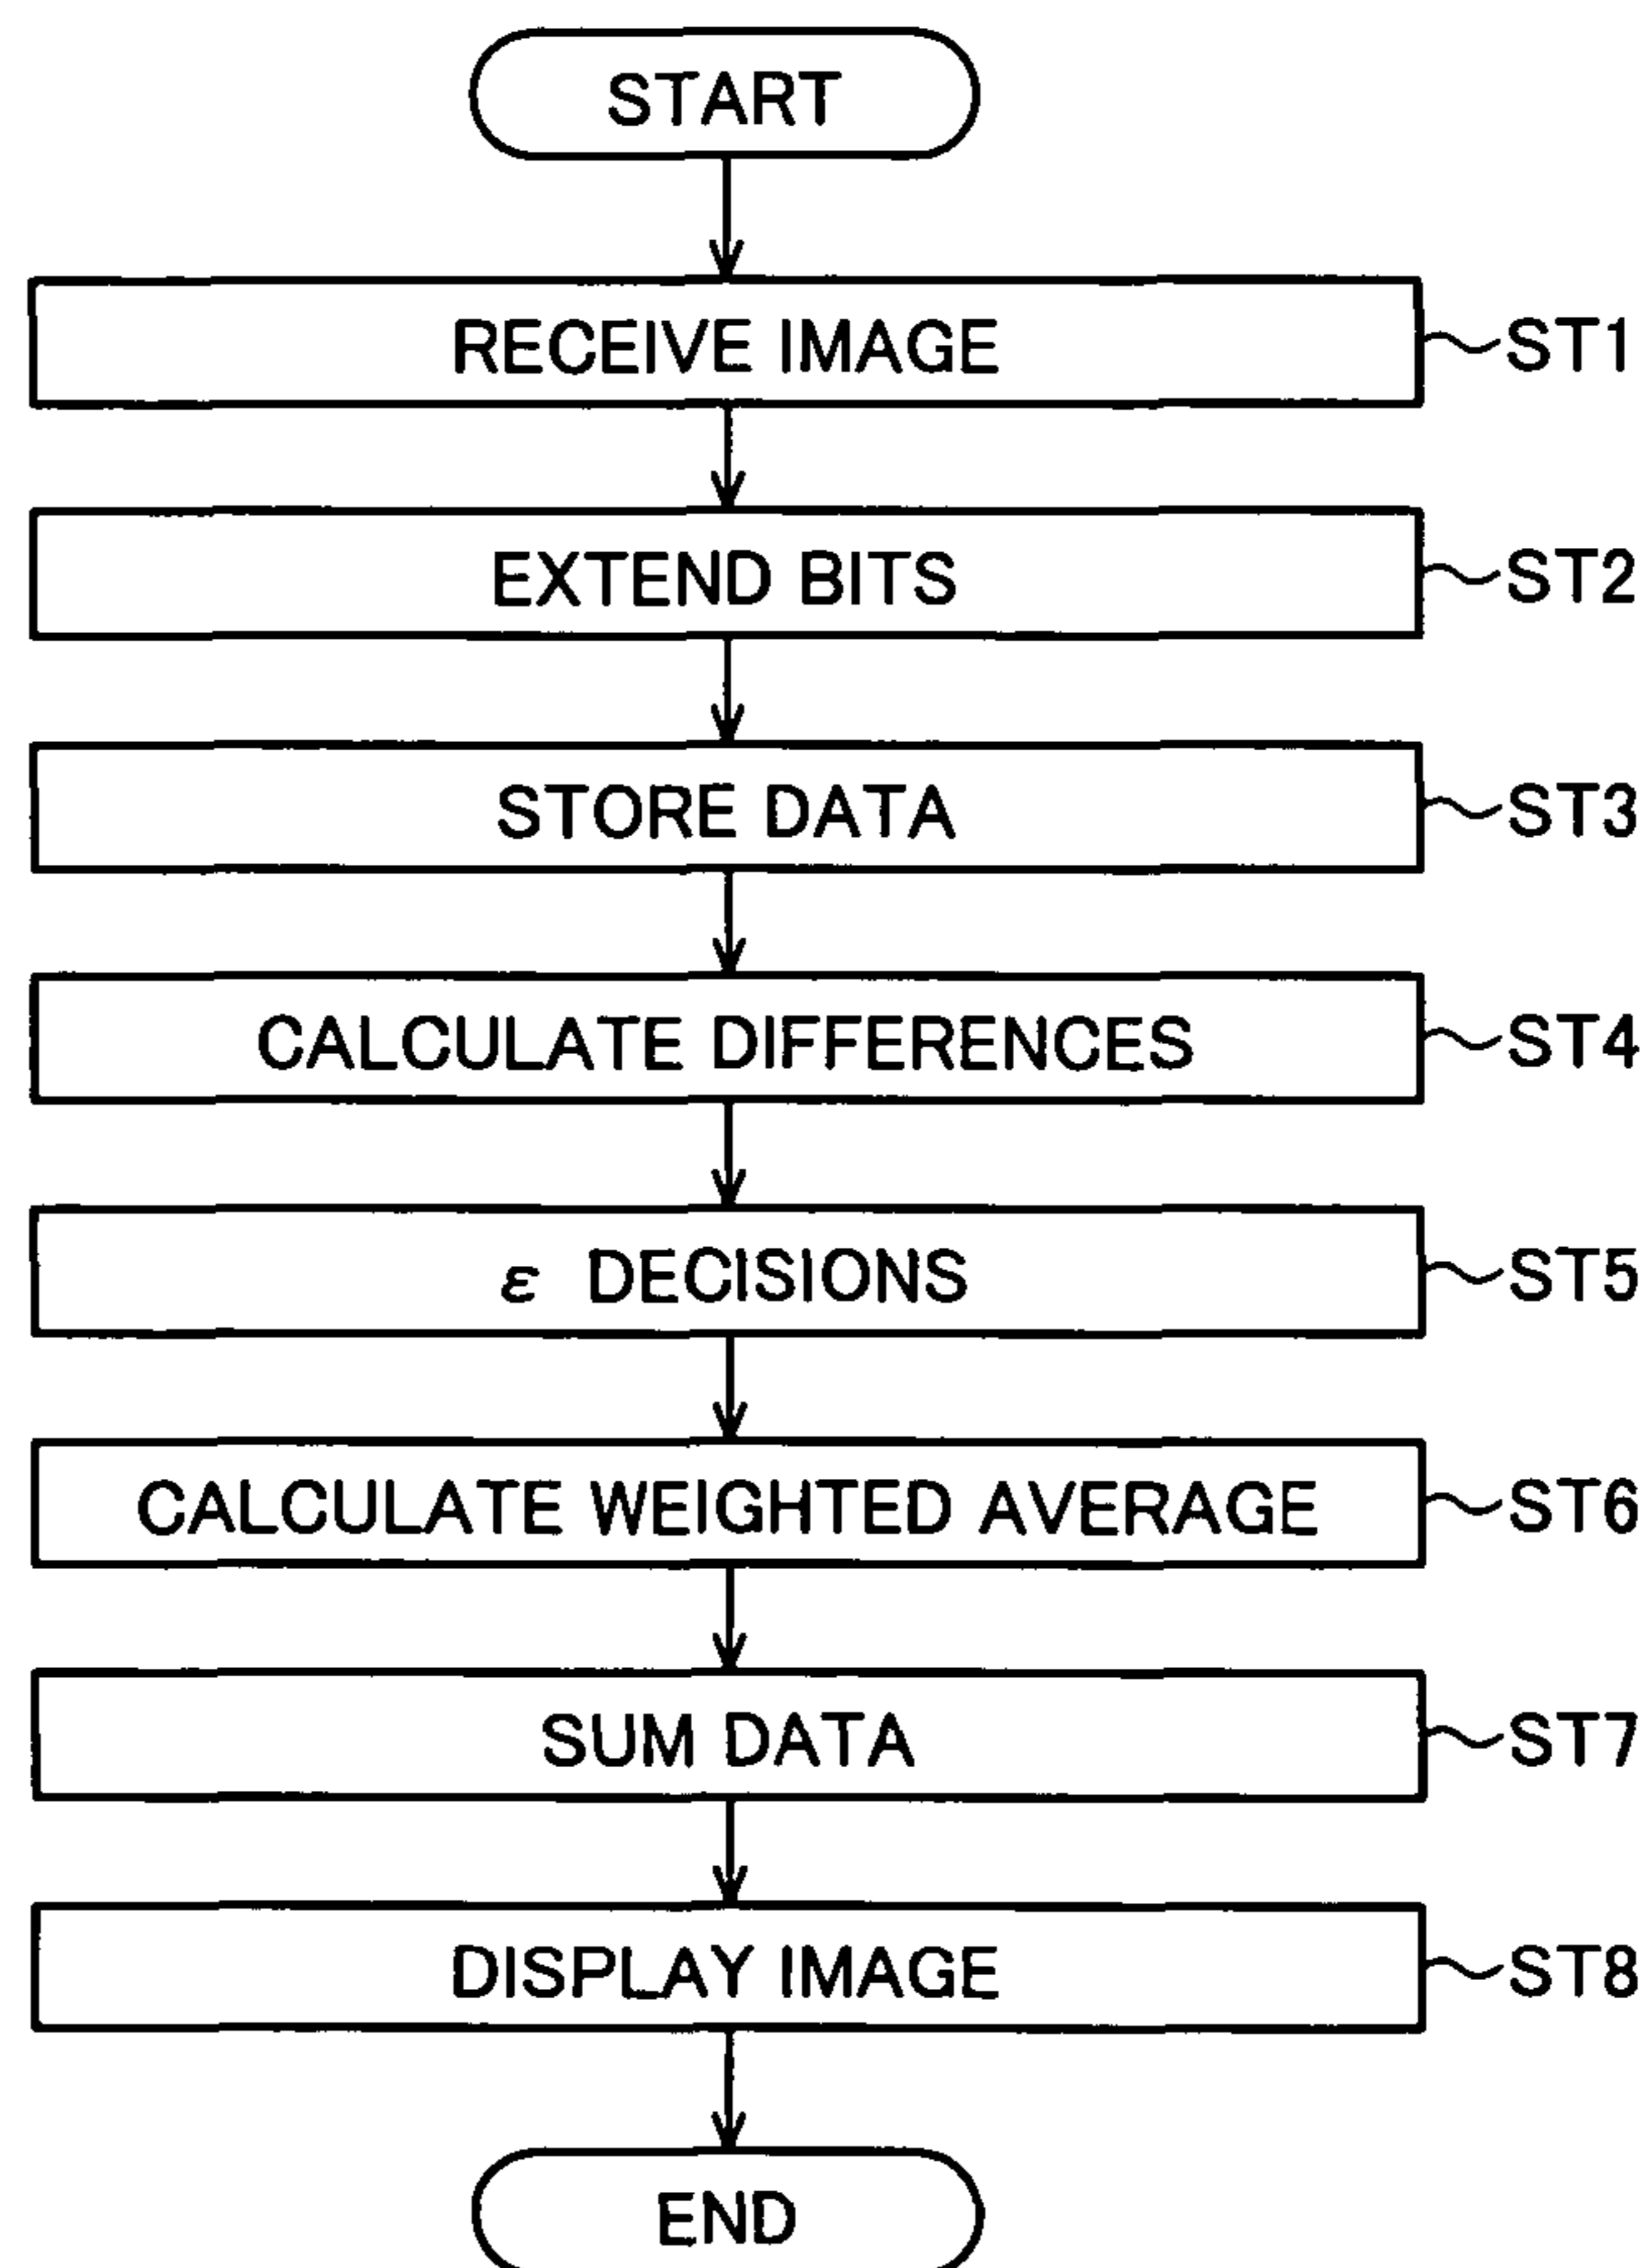 START
RECEIVE IMAGE ST1
EXTEND BITS ST2
STORE DATA ST3
CALCULATE DIFFERENCES ST4
ε DECISIONS ST5
CALCULATE WEIGHTED AVERAGE ST6
SUM DATA ST7
DISPLAY IMAGE ST8
END